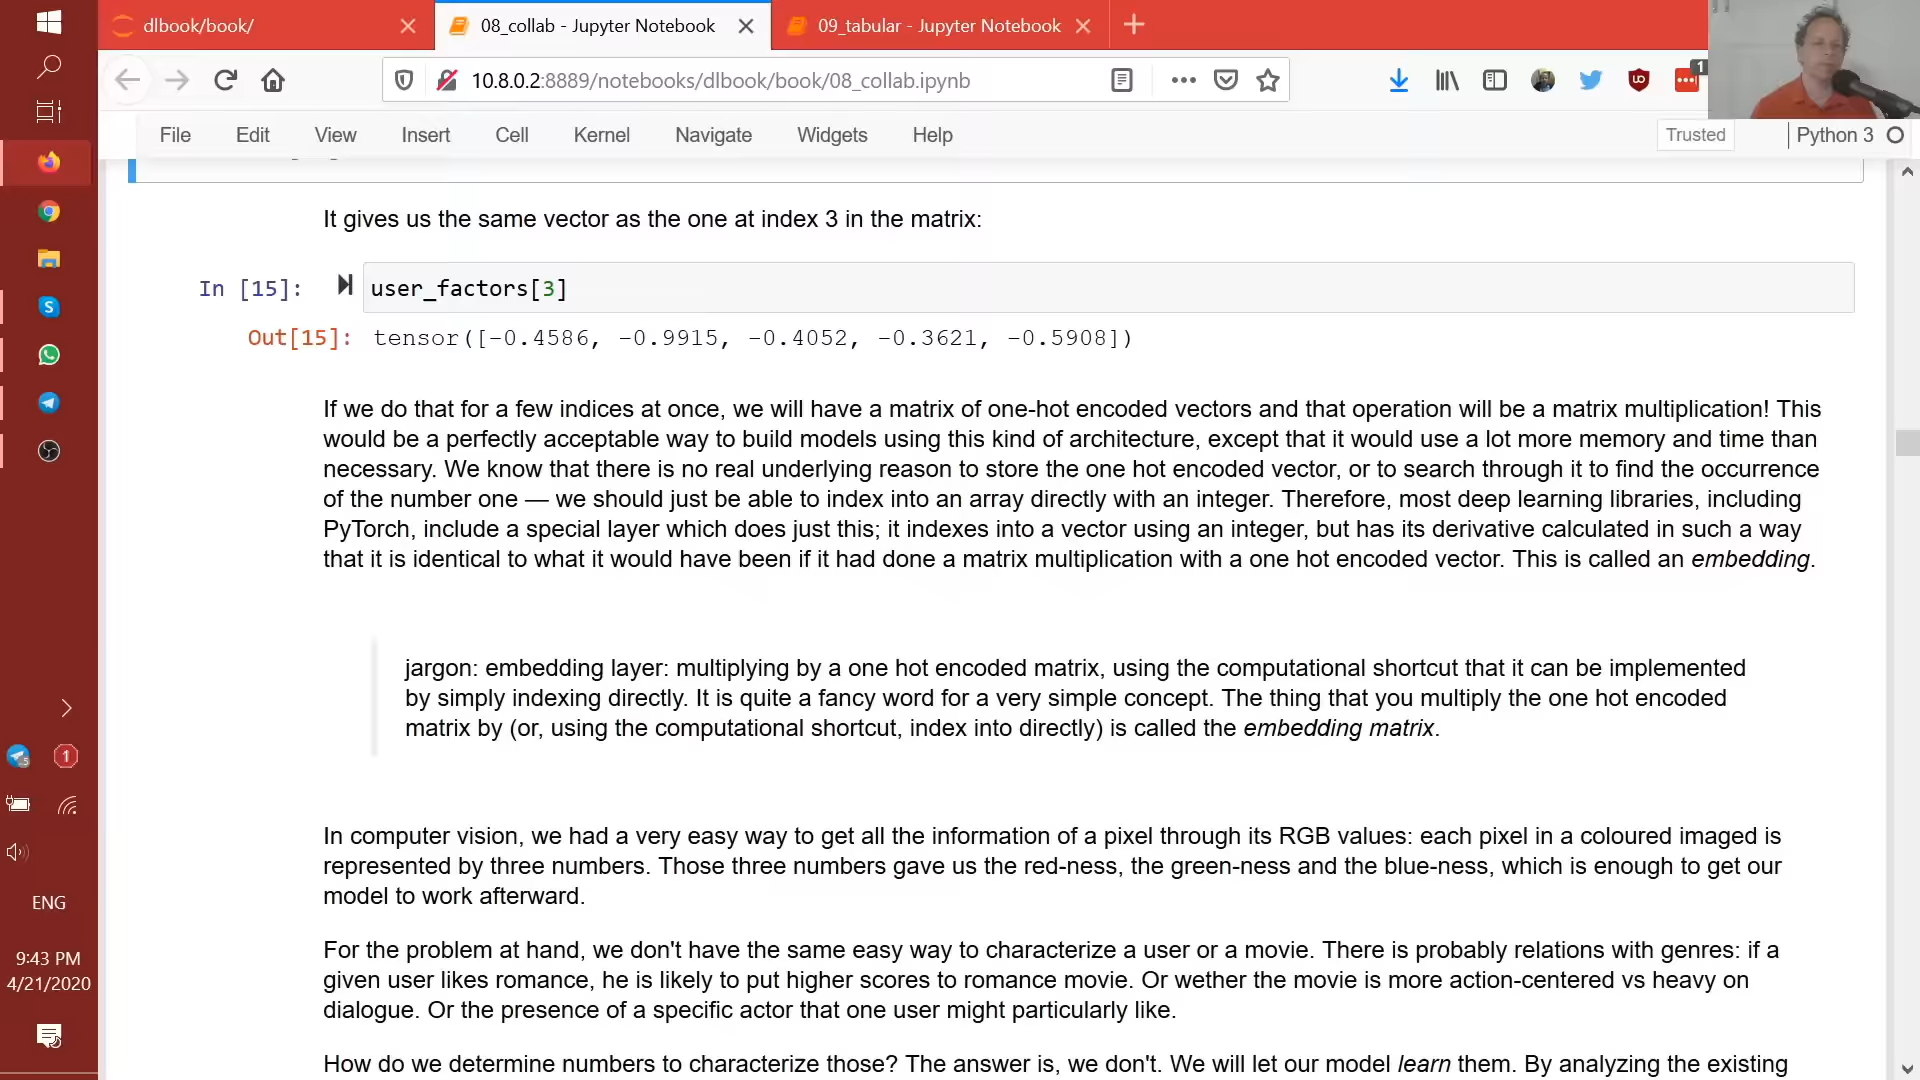 dlbook/book/
08_collab - Jupyter Notebook
09_tabular - Jupyter Notebook
10.8.0.2:8889/notebooks/dlbook/book/08_collab.ipynb
1
File Edit View Insert Cell Kernel Navigate Widgets Help
Trusted
Python 3
It gives us the same vector as the one at index 3 in the matrix:
In [15]: user_factors[3]
Out[15]: tensor([-0.4586, -0.9915, -0.4052, -0.3621, -0.5908])
If we do that for a few indices at once, we will have a matrix of one-hot encoded vectors and that operation will be a matrix multiplication! This
would be a perfectly acceptable way to build models using this kind of architecture, except that it would use a lot more memory and time than
necessary. We know that there is no real underlying reason to store the one hot encoded vector, or to search through it to find the occurrence
of the number one — we should just be able to index into an array directly with an integer. Therefore, most deep learning libraries, including
PyTorch, include a special layer which does just this; it indexes into a vector using an integer, but has its derivative calculated in such a way
that it is identical to what it would have been if it had done a matrix multiplication with a one hot encoded vector. This is called an embedding.
jargon: embedding layer: multiplying by a one hot encoded matrix, using the computational shortcut that it can be implemented
by simply indexing directly. It is quite a fancy word for a very simple concept. The thing that you multiply the one hot encoded
matrix by (or, using the computational shortcut, index into directly) is called the embedding matrix.
In computer vision, we had a very easy way to get all the information of a pixel through its RGB values: each pixel in a coloured imaged is
represented by three numbers. Those three numbers gave us the red-ness, the green-ness and the blue-ness, which is enough to get our
model to work afterward.
For the problem at hand, we don't have the same easy way to characterize a user or a movie. There is probably relations with genres: if a
given user likes romance, he is likely to put higher scores to romance movie. Or wether the movie is more action-centered vs heavy on
dialogue. Or the presence of a specific actor that one user might particularly like.
How do we determine numbers to characterize those? The answer is, we don't. We will let our model learn them. By analyzing the existing
1
ENG
9:43 PM
4/21/2020